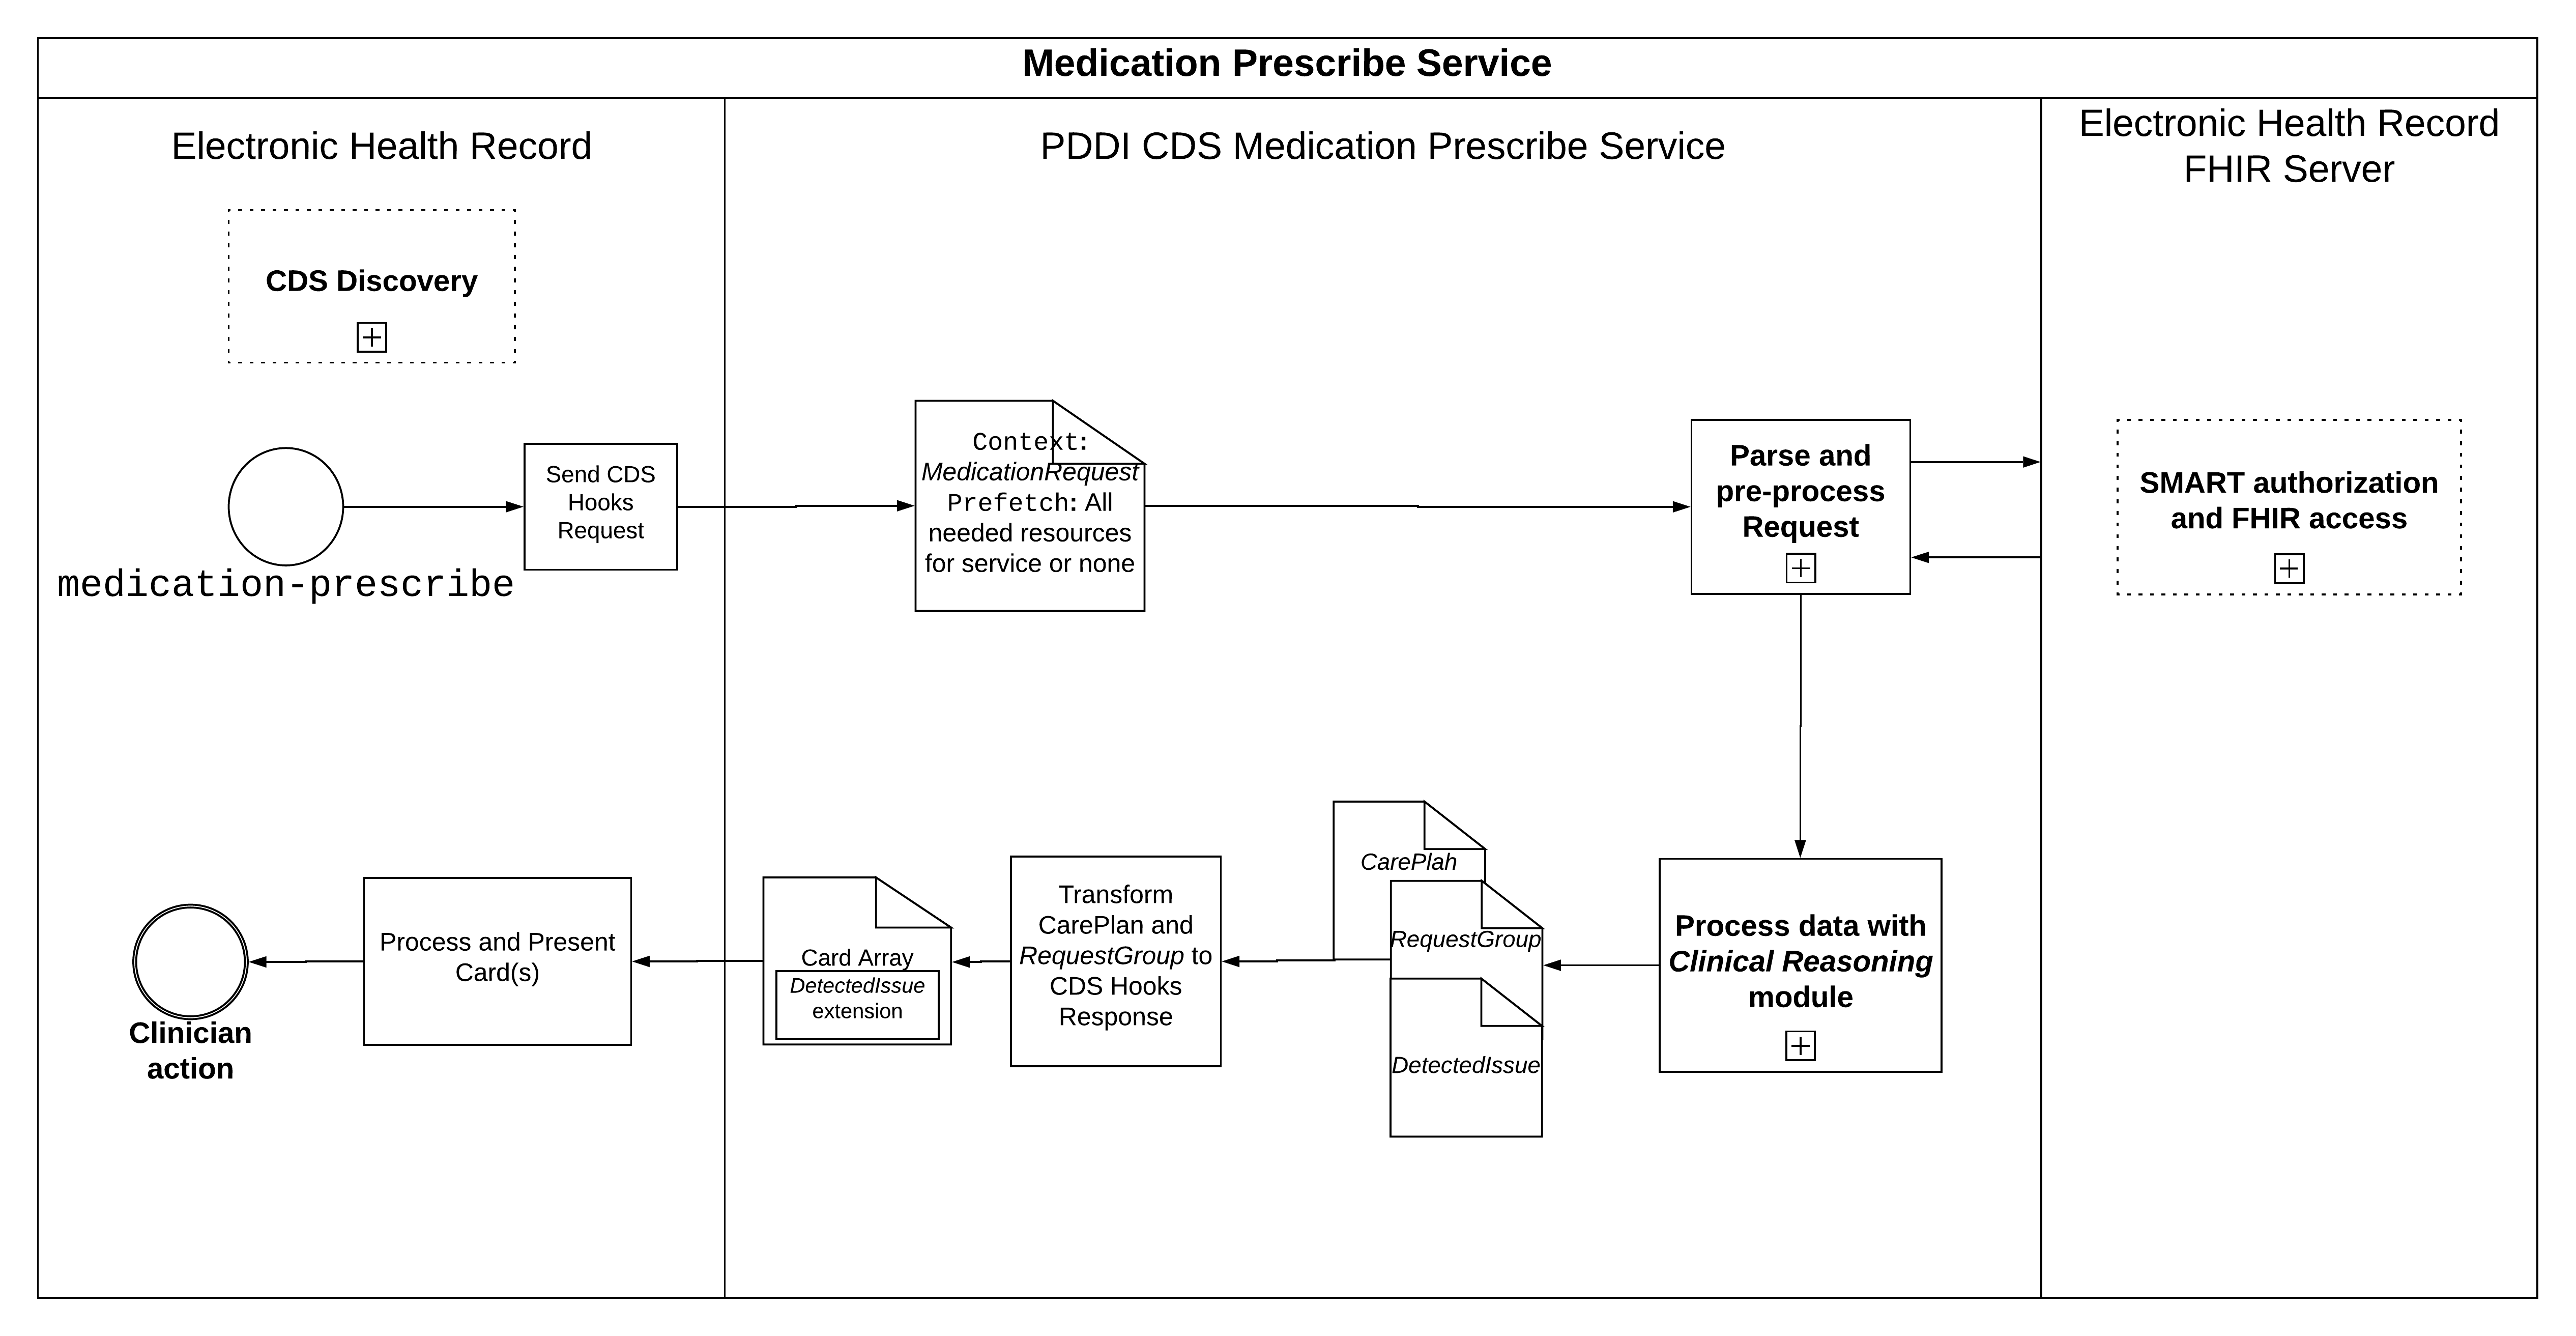 Medication Prescribe Service
Electronic Health Record
PDDI CDS Medication Prescribe Service
Electronic Health Record
FHIR Server
CDS Discovery
medication-prescribe
Send CDS
Hooks
Request
Context:
MedicationRequest
Prefetch: All
needed resources
for service or none
Parse and
pre-process
Request
SMART authorization
and FHIR access
Process data with
Clinical Reasoning
module
CarePlah
RequestGroup
DetectedIssue
Transform
CarePlan and
RequestGroup to
CDS Hooks
Response
Card Array
DetectedIssue
extension
Process and Present
Card(s)
Clinician
action